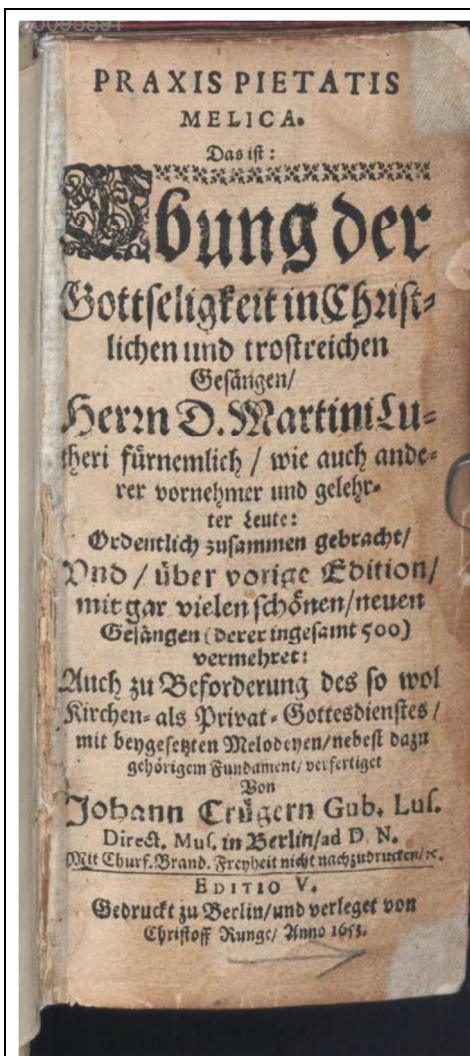 PRAXIS PIETATIS
MELICA.
Das ist:
Übung der
Gottseligkeit in Christ-
lichen und trostreichen
Gesängen/
Herrn D. Martini Lu-
theri fürnemlich / wie auch ande-
rer vornehmer und gelehr-
ter Leute:
Ordentlich zusammen gebracht/
Vnd / über vorige Edition/
mit gar vielen schönen/neuen
Gesängen (derer ingesamt 500)
vermehret:
Auch zu Beforderung des so wol
Kirchen- als Privat-Gottesdienstes /
mit beygesetzten Melodeyen/nebest dazu
gehörigem Fundament/ verfertiget
Von
Johann Crügern Gub. Lus.
Direct. Mus. in Berlin/ad D. N.
Mit Churf. Brand. Freyheit nicht nachzudrucken/ꝛc.
EDITIO V.
Gedruckt zu Berlin/und verleget von
Christoff Runge/ Anno 1653.